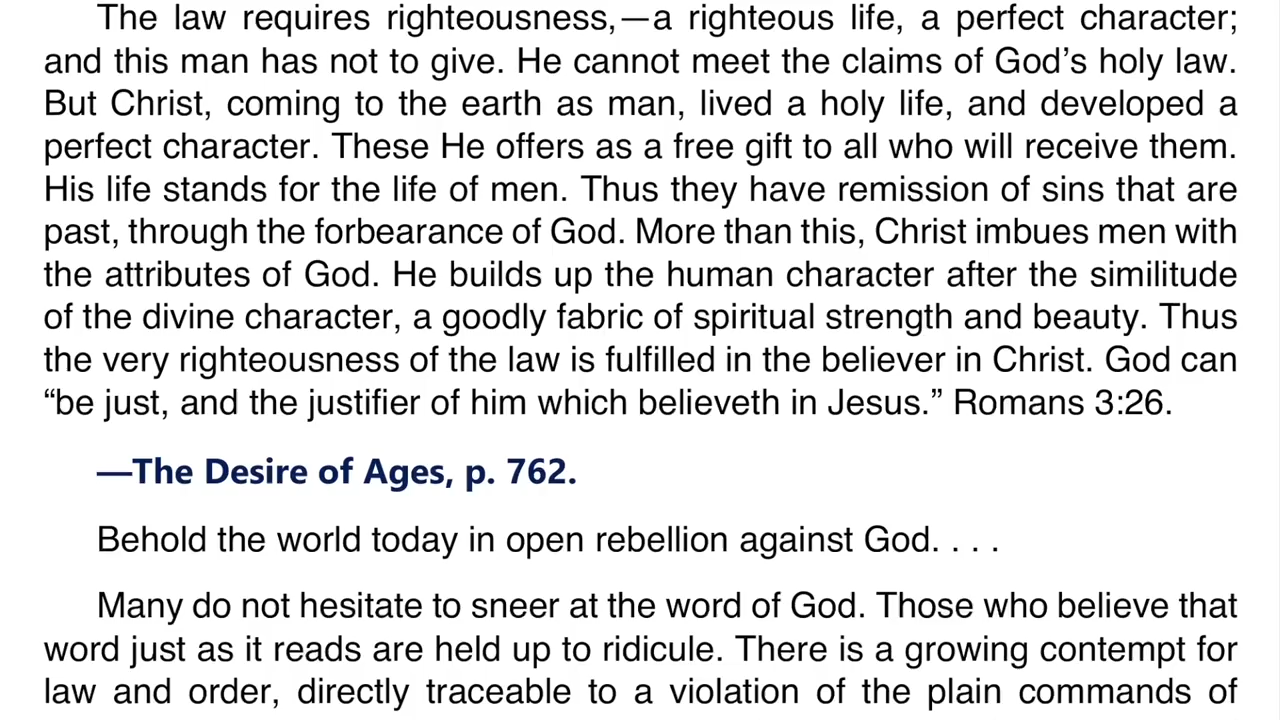 The law requires righteousness,—a righteous life, a perfect character;
and this man has not to give. He cannot meet the claims of God’s holy law.
But Christ, coming to the earth as man, lived a holy life, and developed a
perfect character. These He offers as a free gift to all who will receive them.
His life stands for the life of men. Thus they have remission of sins that are
past, through the forbearance of God. More than this, Christ imbues men with
the attributes of God. He builds up the human character after the similitude
of the divine character, a goodly fabric of spiritual strength and beauty. Thus
the very righteousness of the law is fulfilled in the believer in Christ. God can
“be just, and the justifier of him which believeth in Jesus.” Romans 3:26.
—The Desire of Ages, p. 762.
Behold the world today in open rebellion against God. . . .
Many do not hesitate to sneer at the word of God. Those who believe that
word just as it reads are held up to ridicule. There is a growing contempt for
law and order, directly traceable to a violation of the plain commands of